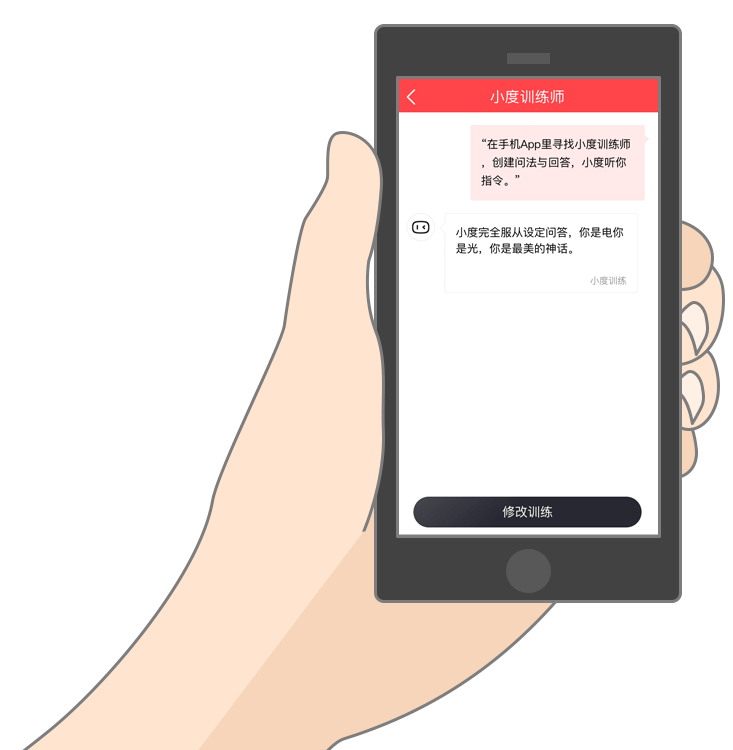 小度训练师
“在手机App里寻找小度训练师
，创建问法与回答，小度听你
指令。”
小度完全服从设定问答，你是电你
是光，你是最美的神话。
小度训练
修改训练